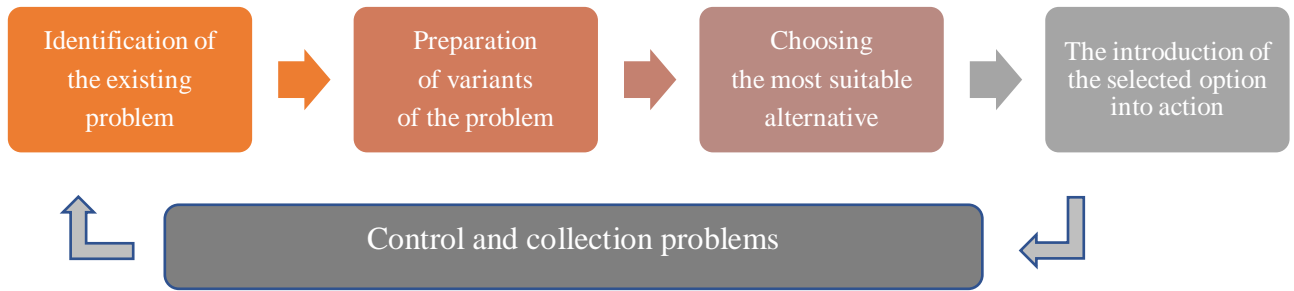 Identification of
the existing
problem
Preparation
of variants
of the problem
Choosing
the most suitable
alternative
The introduction of
the selected option
into action
Control and collection problems